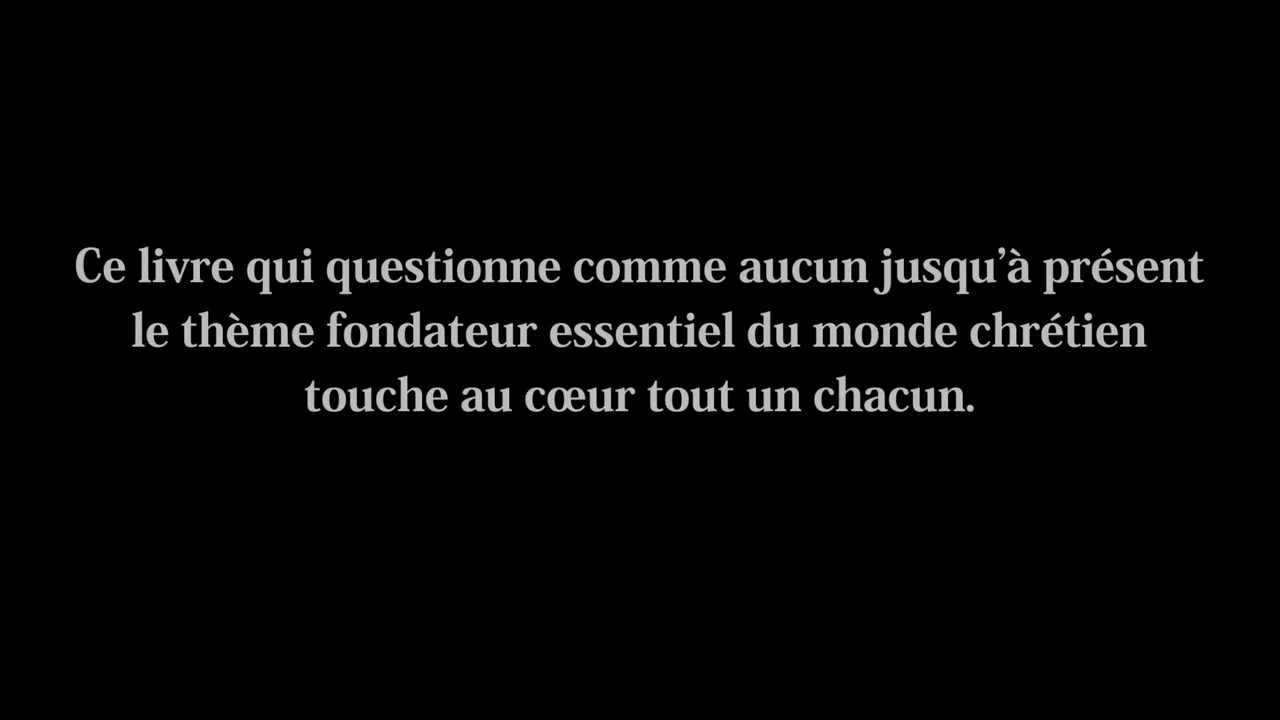 Ce livre qui questionne comme aucun jusqu’à présent
le thème fondateur essentiel du monde chrétien
touche au cœur tout un chacun.